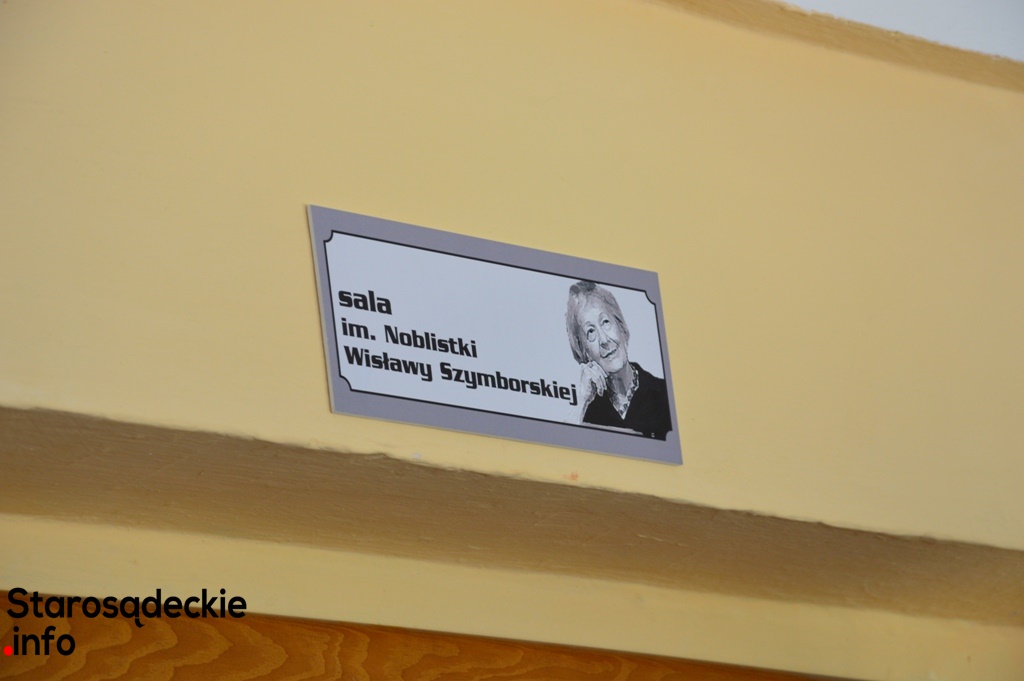 sala
im. Noblistki
Wisławy Szymborskiej
Starosądeckie
.info